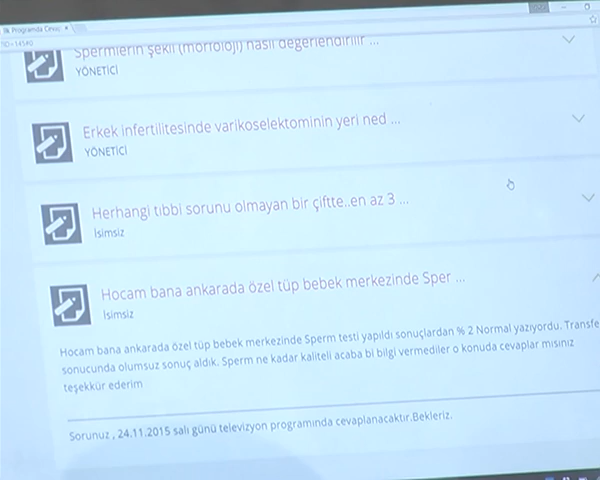 Programda Cevap
Spermlerin şekli (morfoloji) nasıl değerlendirilir ...
YÖNETİCİ
Erkek infertilitesinde varikoselektominin yeri ned ...
YÖNETİCİ
Herhangi tıbbi sorunu olmayan bir çiftte..en az 3 ...
İsimsiz
Hocam bana ankarada özel tüp bebek merkezinde Sper ...
İsimsiz
Hocam bana ankarada özel tüp bebek merkezinde Sperm testi yapıldı sonuçlardan % 2 Normal yazıyordu. Transfe
sonucunda olumsuz sonuç aldık. Sperm ne kadar kaliteli acaba bi bilgi vermediler o konuda cevaplar mısınız
teşekkür ederim
Sorunuz , 24.11.2015 salı günü televizyon programında cevaplanacaktır.Bekleriz.